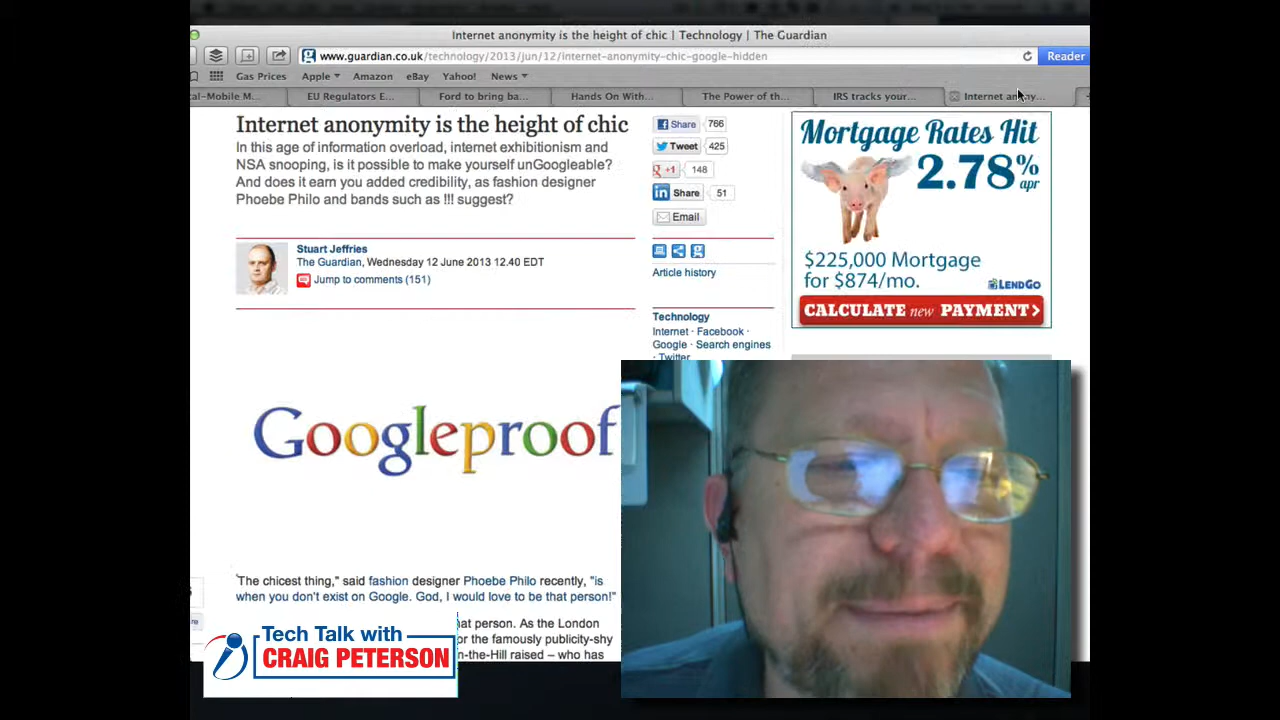 Internet anonymity is the height of chic | Technology | The Guardian
www.guardian.co.uk/technology/2013/jun/12/internet-anonymity-chic-google-hidden
Reader
Gas Prices Apple Amazon eBay Yahoo! News
al-Mobile M... EU Regulators E... Ford to bring ba... Hands On With... The Power of th... IRS tracks your... Internet anony...
Internet anonymity is the height of chic
In this age of information overload, internet exhibitionism and
NSA snooping, is it possible to make yourself unGoogleable?
And does it earn you added credibility, as fashion designer
Phoebe Philo and bands such as !!! suggest?
Stuart Jeffries
The Guardian, Wednesday 12 June 2013 12.40 EDT
Jump to comments (151)
Share 766
Tweet 425
+1 148
Share 51
Email
Article history
Technology
Internet · Facebook ·
Google · Search engines
· Twitter
Mortgage Rates Hit
2.78% apr
$225,000 Mortgage
for $874/mo.
LENDGO
CALCULATE new PAYMENT>
Googleproof
"The chicest thing," said fashion designer Phoebe Philo recently, "is
when you don't exist on Google. God, I would love to be that person!"
at person. As the London
or the famously publicity-shy
n-the-Hill raised – who has
Tech Talk with
CRAIG PETERSON